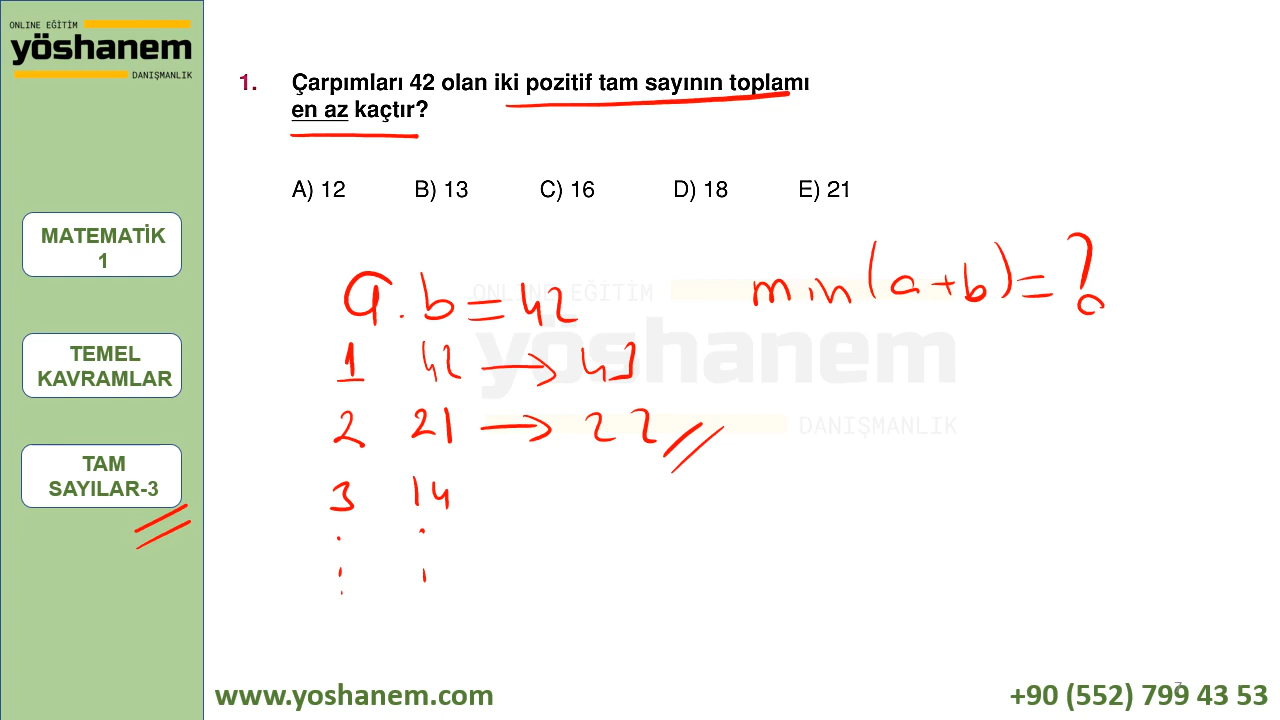 ONLINE EĞİTİM
yöshanem
DANIŞMANLIK
MATEMATİK
1
TEMEL
KAVRAMLAR
TAM
SAYILAR-3
1. Çarpımları 42 olan iki pozitif tam sayının toplamı
en az kaçtır?
A) 12 B) 13 C) 16 D) 18 E) 21
a . b = 42
min(a+b) = ?
1 42 → 43
2 21 → 22
3 14
ONLINE EĞİTİM
yöshanem
DANIŞMANLIK
www.yoshanem.com
+90 (552) 799 43 53
7